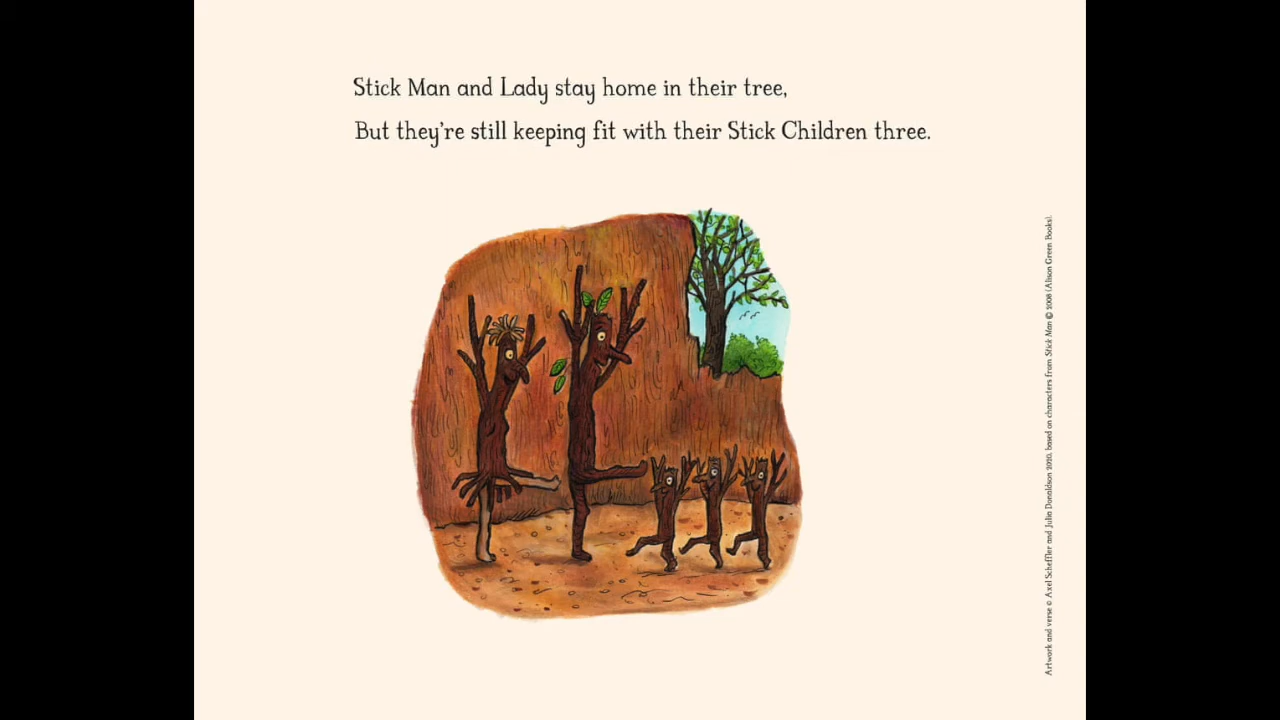 Stick Man and Lady stay home in their tree,
But they're still keeping fit with their Stick Children three.
Artwork and verse © Axel Scheffler and Julia Donaldson 2020, based on characters from Stick Man © 2008 (Alison Green Books).